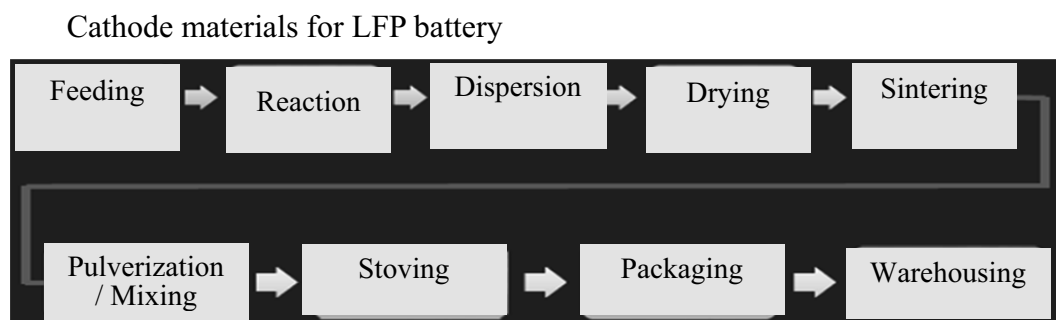 Cathode materials for LFP battery
Feeding
Reaction
Dispersion
Drying
Sintering
Pulverization
/ Mixing
Stoving
Packaging
Warehousing